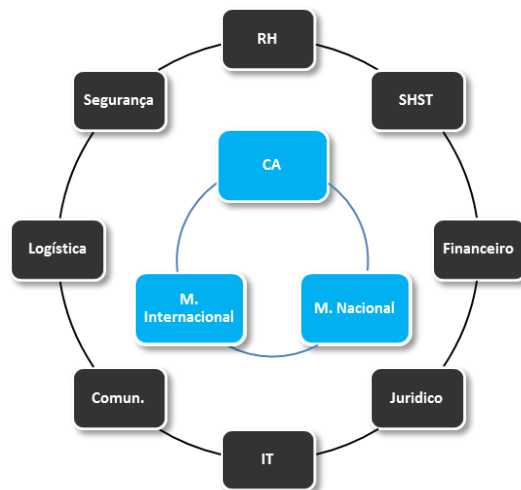 RH
Segurança
SHST
CA
Logística
Financeiro
M.
Internacional
M. Nacional
Comun.
Juridico
IT